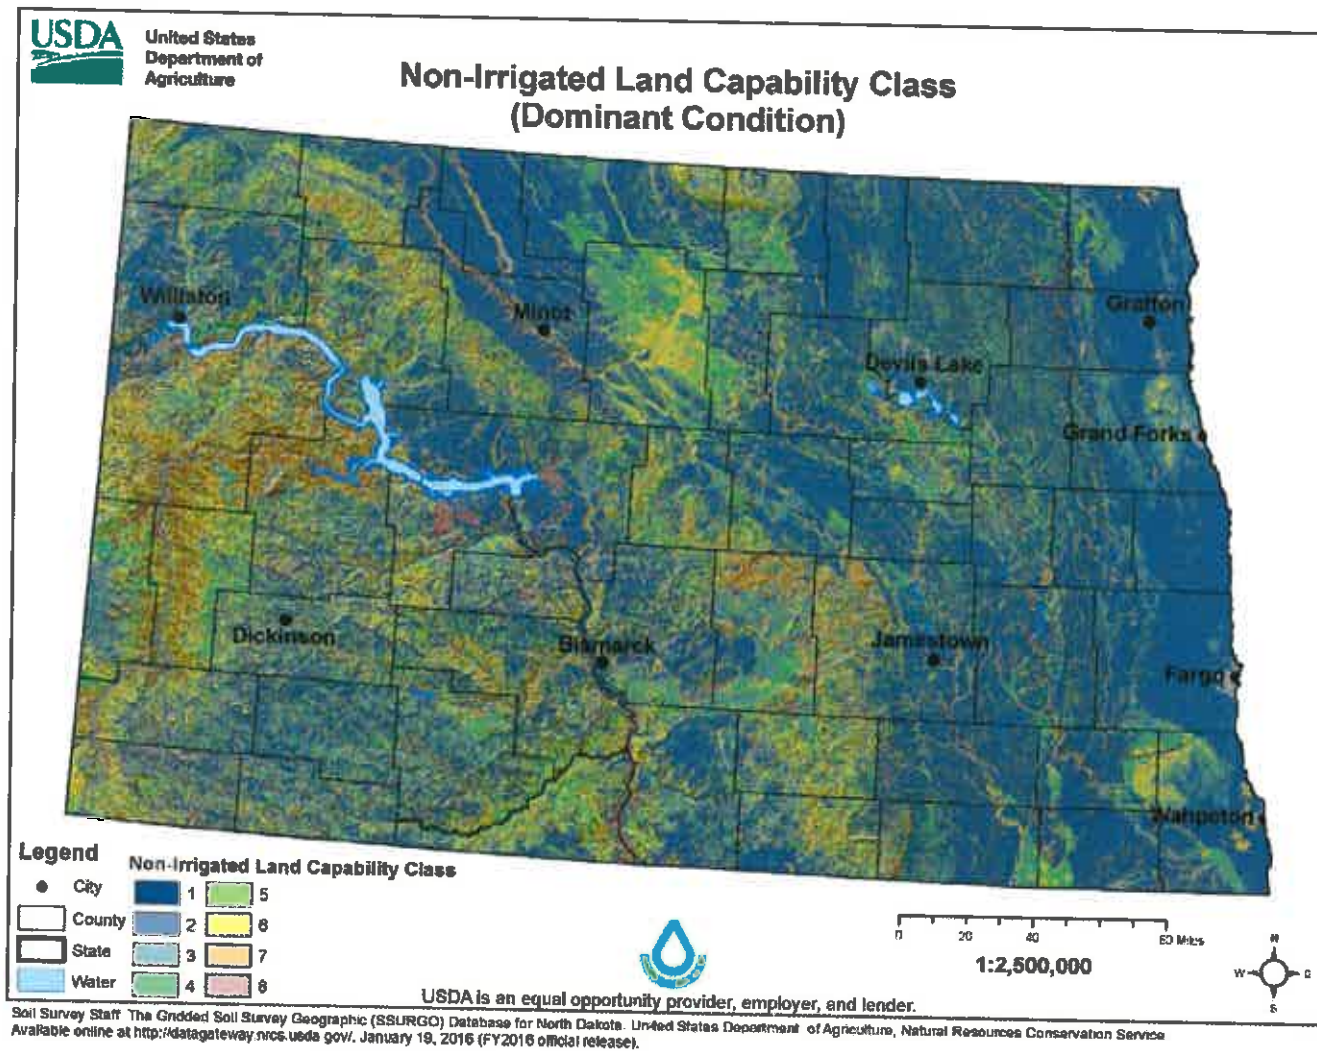 USDA
United States
Department of
Agriculture
Non-Irrigated Land Capability Class
(Dominant Condition)
Williston
Minot
Grafton
Devils Lake
Grand Forks
Dickinson
Bismarck
Jamestown
Fargo
Wahpeton
Legend
City
County
State
Water
Non-Irrigated Land Capability Class
1
2
3
4
5
6
7
8
0 20 40 60 Miles
1:2,500,000
N
W
E
S
USDA is an equal opportunity provider, employer, and lender.
Soil Survey Staff The Gridded Soil Survey Geographic (SSURGO) Database for North Dakota. United States Department of Agriculture, Natural Resources Conservation Service
Available online at http://datagateway.nrcs.usda.gov/. January 19, 2016 (FY2016 official release).